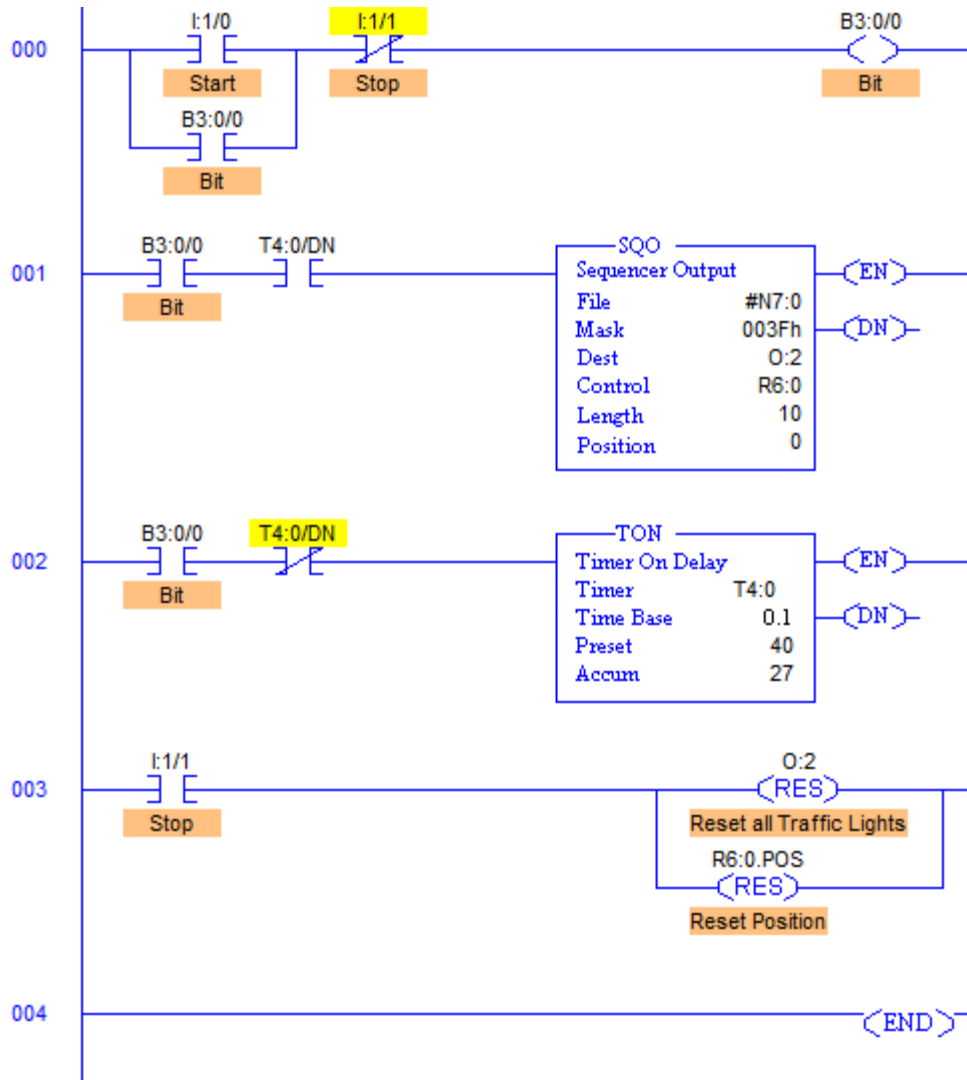 I:1/0 I:1/1 B3:0/0
000
Start Stop Bit
B3:0/0
Bit
B3:0/0 T4:0/DN SQO
001 Sequencer Output EN
Bit File #N7:0
Mask 003Fh DN
Dest O:2
Control R6:0
Length 10
Position 0
B3:0/0 T4:0/DN TON
002 Timer On Delay EN
Bit Timer T4:0
Time Base 0.1 DN
Preset 40
Accum 27
I:1/1 O:2
003 RES
Stop Reset all Traffic Lights
R6:0.POS
RES
Reset Position
004 END